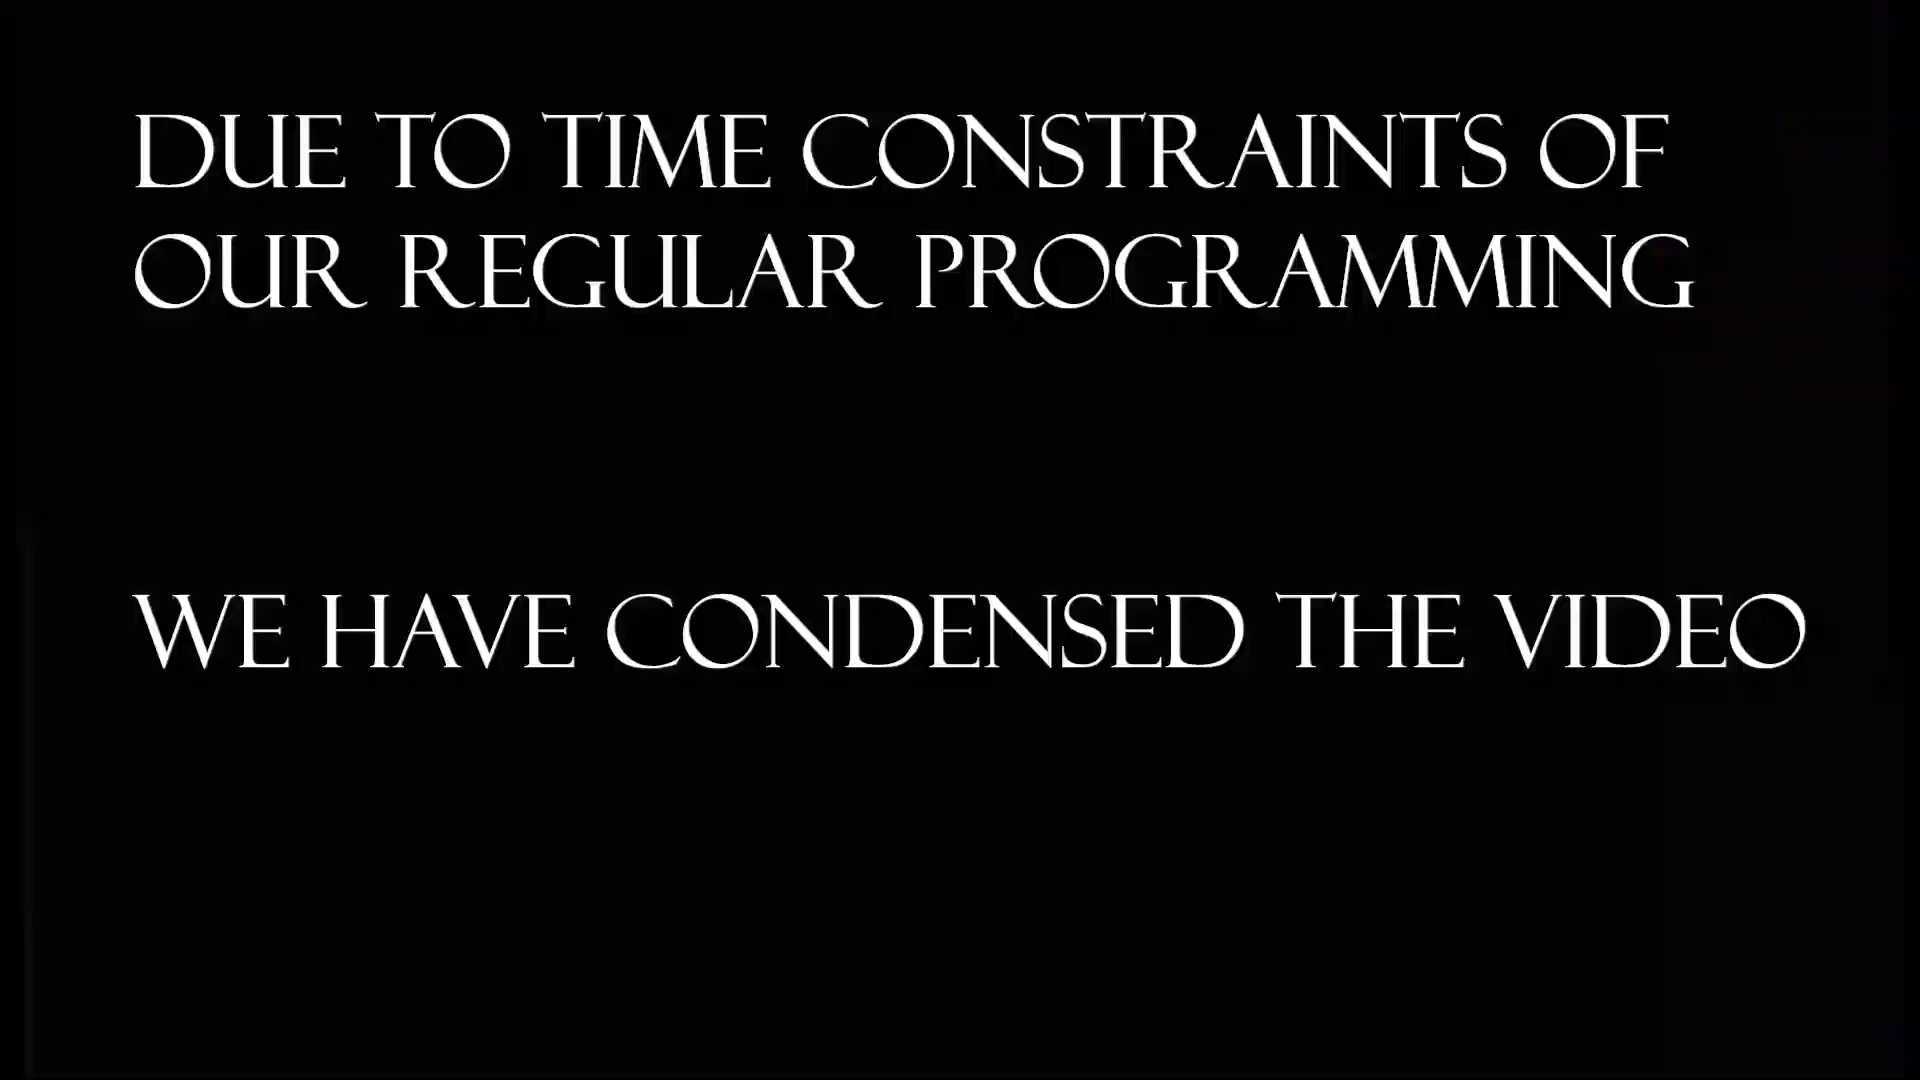 DUE TO TIME CONSTRAINTS OF
OUR REGULAR PROGRAMMING
WE HAVE CONDENSED THE VIDEO